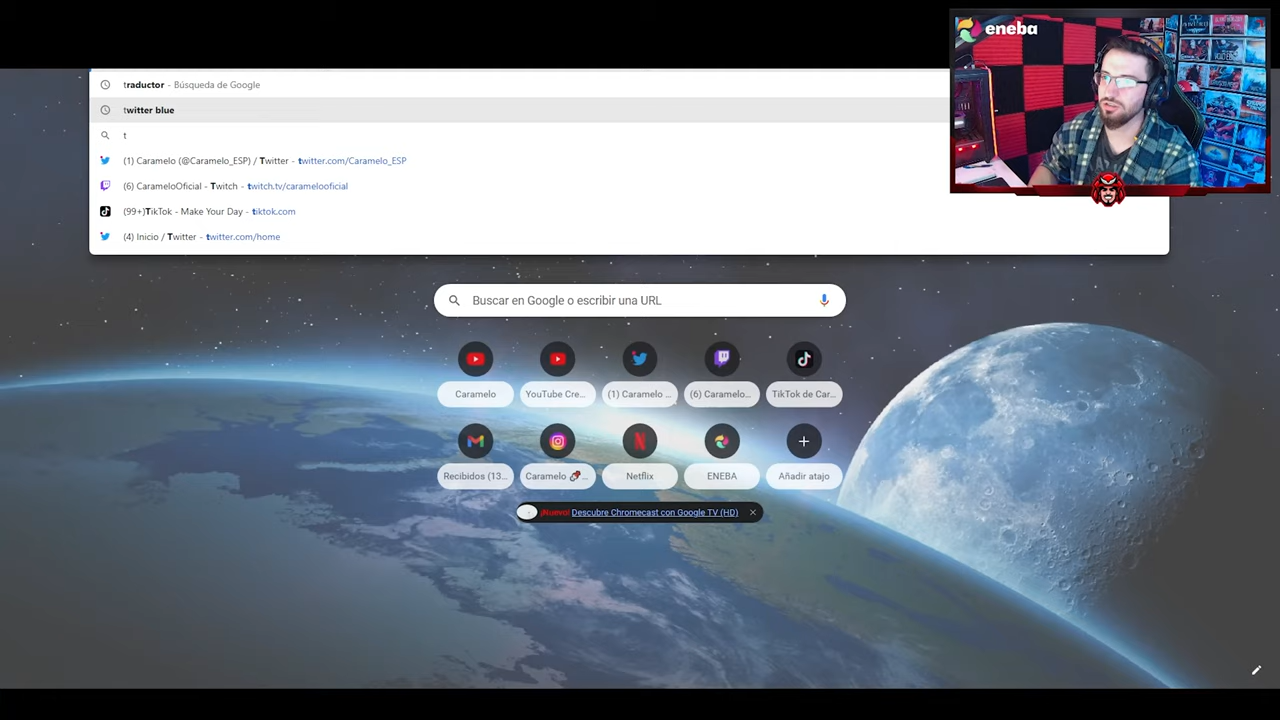 eneba
traductor - Búsqueda de Google
twitter blue
t
(1) Caramelo (@Caramelo_ESP) / Twitter - twitter.com/Caramelo_ESP
(6) CarameloOficial - Twitch - twitch.tv/caramelooficial
(99+)TikTok - Make Your Day - tiktok.com
(4) Inicio / Twitter - twitter.com/home
Buscar en Google o escribir una URL
Caramelo
YouTube Cre...
(1) Caramelo ...
(6) Caramelo...
TikTok de Car...
Recibidos (13...
Caramelo 🌶...
Netflix
ENEBA
Añadir atajo
¡Nuevo! Descubre Chromecast con Google TV (HD)